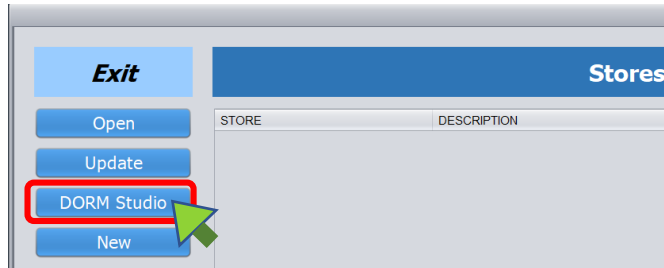 Exit
Stores
Open
STORE DESCRIPTION
Update
DORM Studio
New